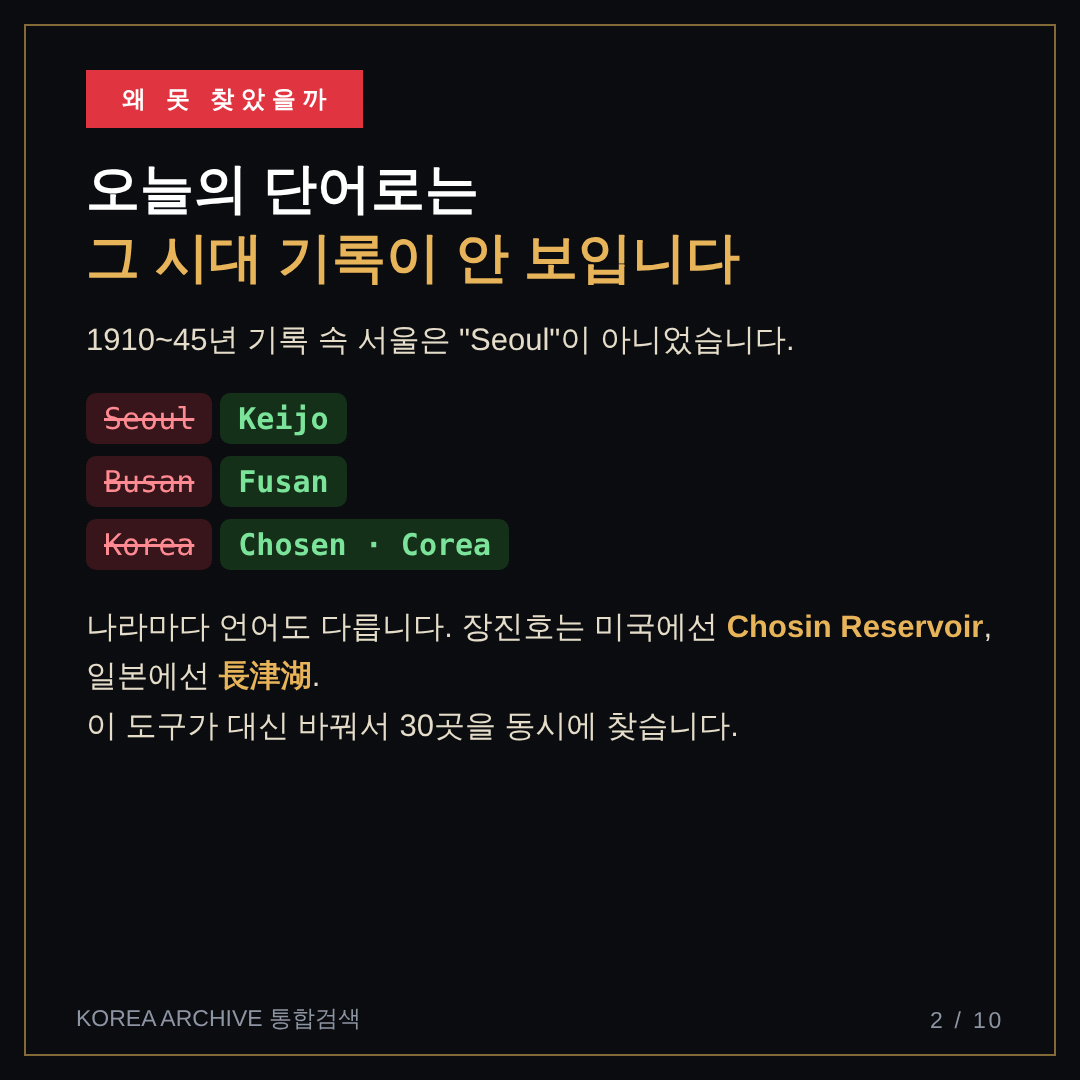 왜 못 찾았을까
오늘의 단어로는
그 시대 기록이 안 보입니다
1910~45년 기록 속 서울은 "Seoul"이 아니었습니다.
Seoul Keijo
Busan Fusan
Korea Chosen · Corea
나라마다 언어도 다릅니다. 장진호는 미국에선 Chosin Reservoir,
일본에선 長津湖.
이 도구가 대신 바꿔서 30곳을 동시에 찾습니다.
KOREA ARCHIVE 통합검색
2 / 10